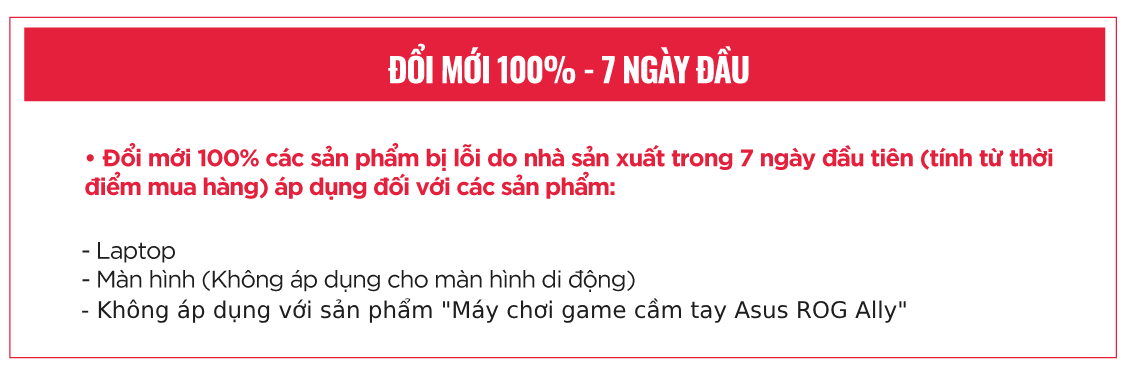 ĐỔI MỚI 100% - 7 NGÀY ĐẦU
• Đổi mới 100% các sản phẩm bị lỗi do nhà sản xuất trong 7 ngày đầu tiên (tính từ thời
điểm mua hàng) áp dụng đối với các sản phẩm:
- Laptop
- Màn hình (Không áp dụng cho màn hình di động)
- Không áp dụng với sản phẩm "Máy chơi game cầm tay Asus ROG Ally"